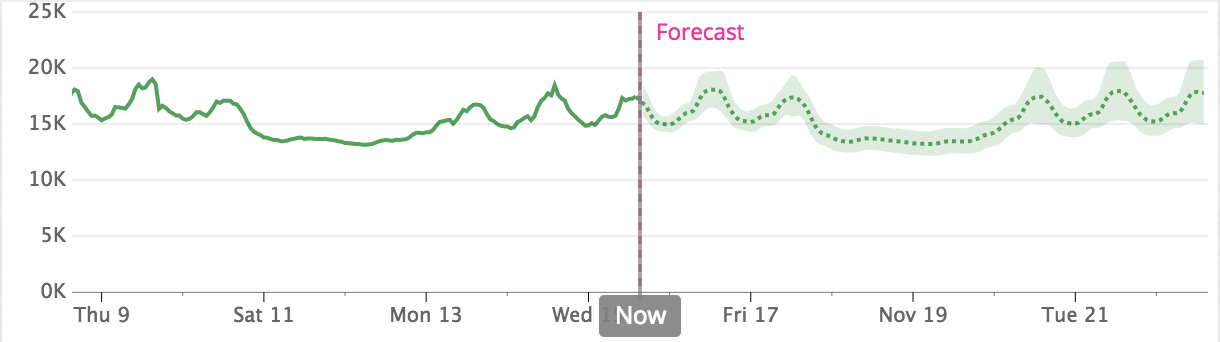 25K
Forecast
20K
15K
10K
5K
0K
Thu 9
Sat 11
Mon 13
Wed
Now
Fri 17
Nov 19
Tue 21